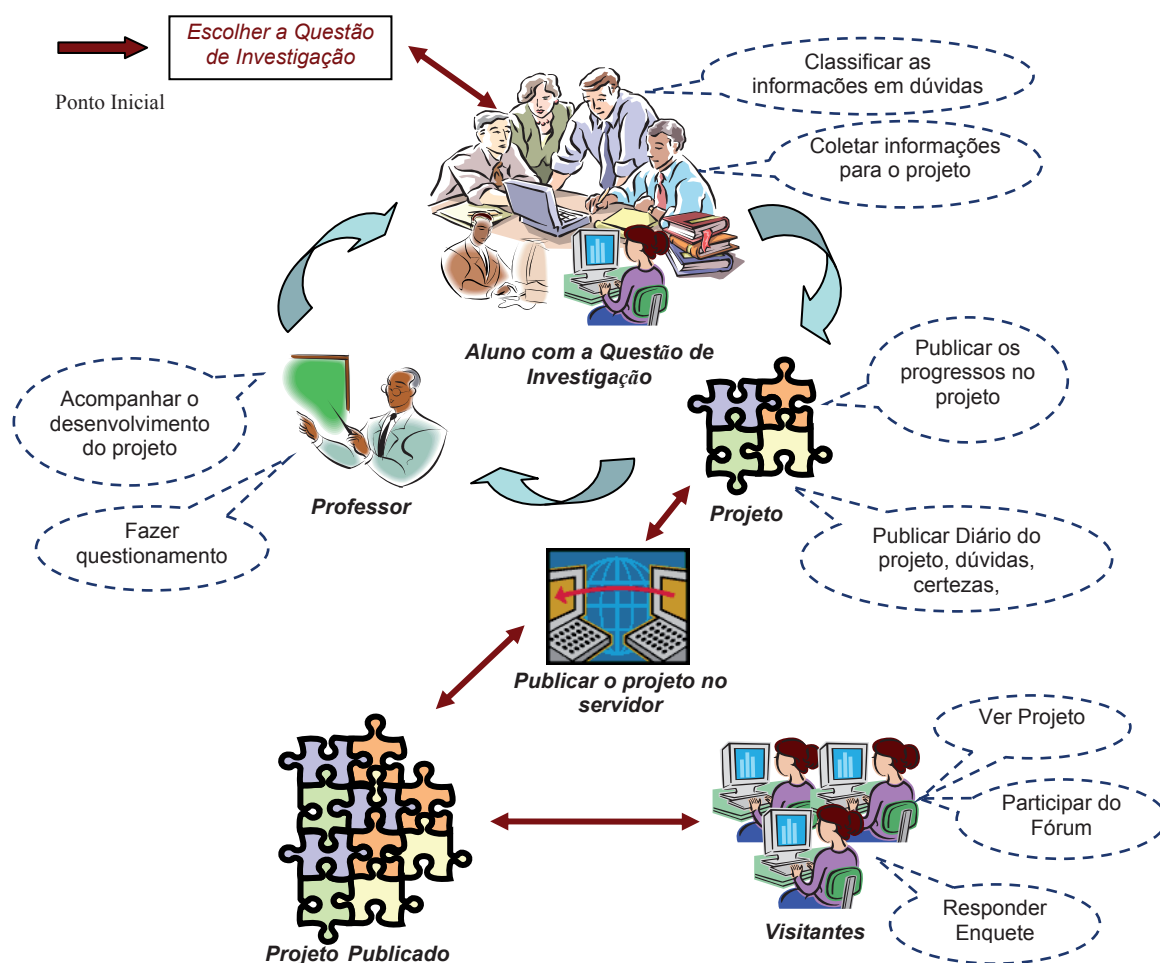 Escolher a Questão
de Investigação
Ponto Inicial
Classificar as
informacões em dúvidas
Coletar informações
para o projeto
Aluno com a Questão de
Investigação
Publicar os
progressos no
projeto
Acompanhar o
desenvolvimento
do projeto
Professor
Projeto
Fazer
questionamento
Publicar Diário do
projeto, dúvidas,
certezas,
Publicar o projeto no
servidor
Ver Projeto
Participar do
Fórum
Responder
Enquete
Visitantes
Projeto Publicado